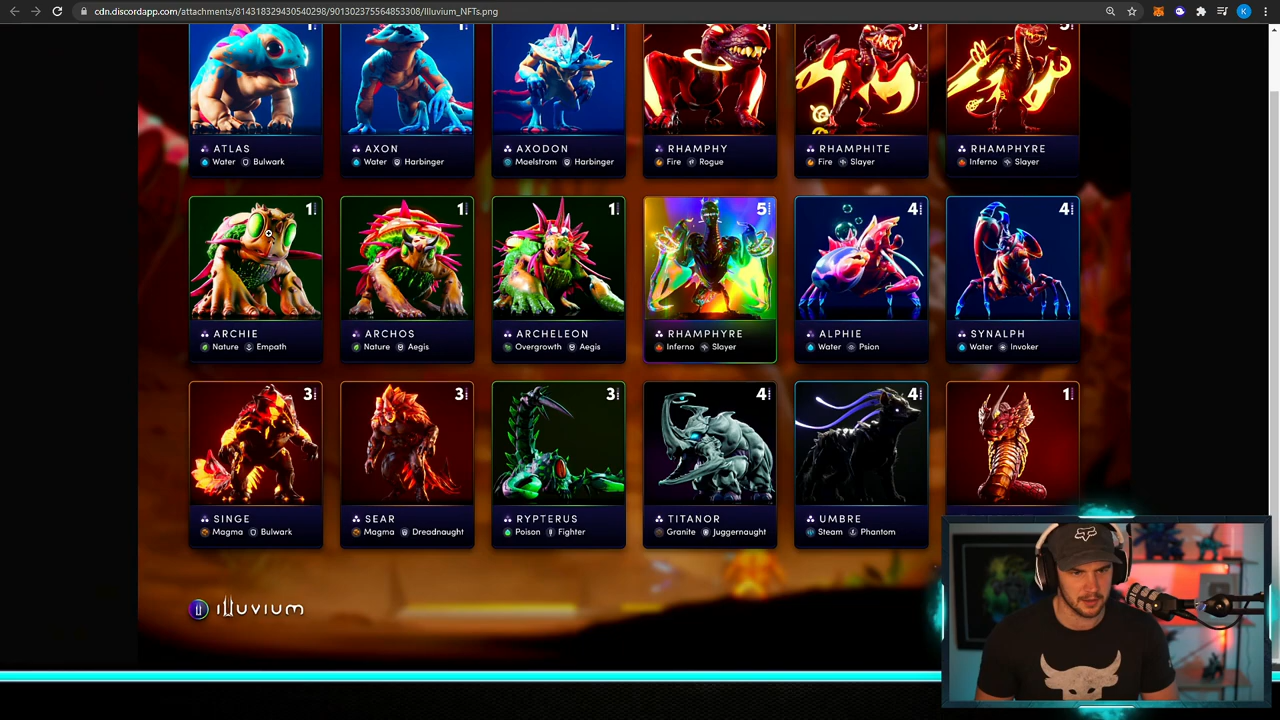 cdn.discordapp.com/attachments/814318329430540298/901302375564853308/Illuvium_NFTs.png
K
ATLAS
Water Bulwark
AXON
Water Harbinger
AXODON
Maelstrom Harbinger
RHAMPHY
Fire Rogue
RHAMPHITE
Fire Slayer
RHAMPHYRE
Inferno Slayer
1
ARCHIE
Nature Empath
1
ARCHOS
Nature Aegis
1
ARCHELEON
Overgrowth Aegis
5
RHAMPHYRE
Inferno Slayer
4
ALPHIE
Water Psion
4
SYNALPH
Water Invoker
3
SINGE
Magma Bulwark
3
SEAR
Magma Dreadnaught
3
RYPTERUS
Poison Fighter
4
TITANOR
Granite Juggernaught
4
UMBRE
Steam Phantom
1
ILLUVIUM